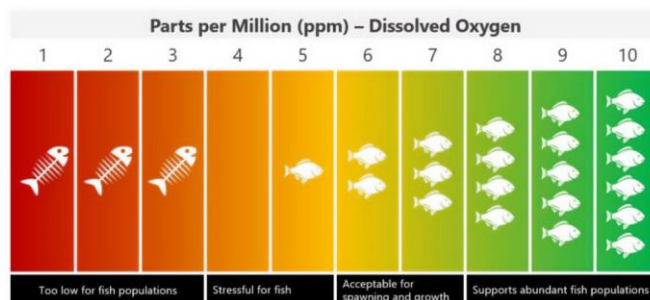 Parts per Million (ppm) – Dissolved Oxygen
1 2 3 4 5 6 7 8 9 10
Too low for fish populations Stressful for fish Acceptable for Supports abundant fish populations
spawning and growth